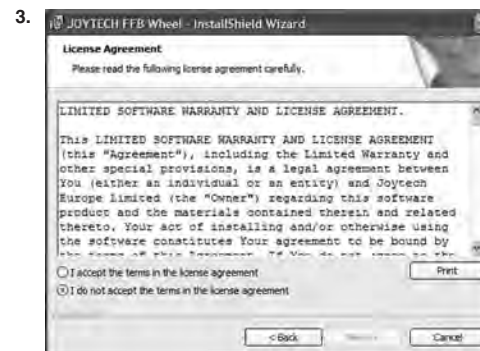 3.
JOYTECH FFB Wheel - InstallShield Wizard
License Agreement
Please read the following license agreement carefully.
LIMITED SOFTWARE WARRANTY AND LICENSE AGREEMENT.
This LIMITED SOFTWARE WARRANTY AND LICENSE AGREEMENT
(this "Agreement"), including the Limited Warranty and
other special provisions, is a legal agreement between
You (either an individual or an entity) and Joytech
Europe Limited (the "Owner") regarding this software
product and the materials contained therein and related
thereto. Your act of installing and/or otherwise using
the software constitutes Your agreement to be bound by
I accept the terms in the license agreement
Print
I do not accept the terms in the license agreement
< Back
Cancel